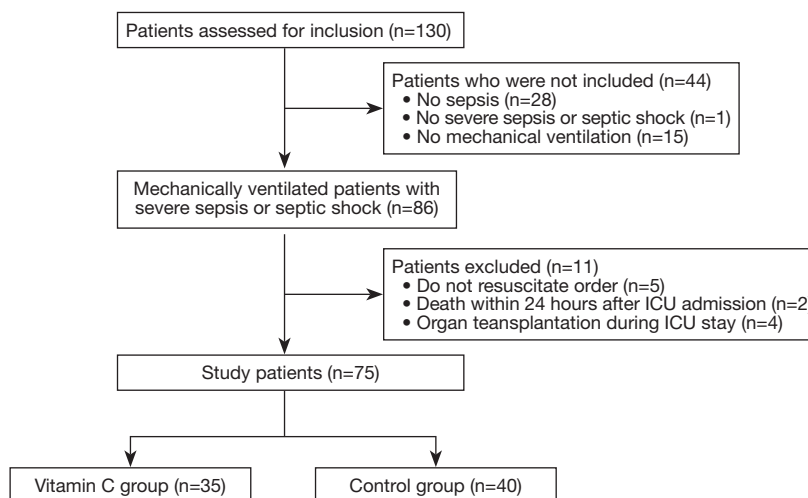 Patients assessed for inclusion (n=130)
Patients who were not included (n=44)
• No sepsis (n=28)
• No severe sepsis or septic shock (n=1)
• No mechanical ventilation (n=15)
Mechanically ventilated patients with
severe sepsis or septic shock (n=86)
Patients excluded (n=11)
• Do not resuscitate order (n=5)
• Death within 24 hours after ICU admission (n=2
• Organ teansplantation during ICU stay (n=4)
Study patients (n=75)
Vitamin C group (n=35)
Control group (n=40)